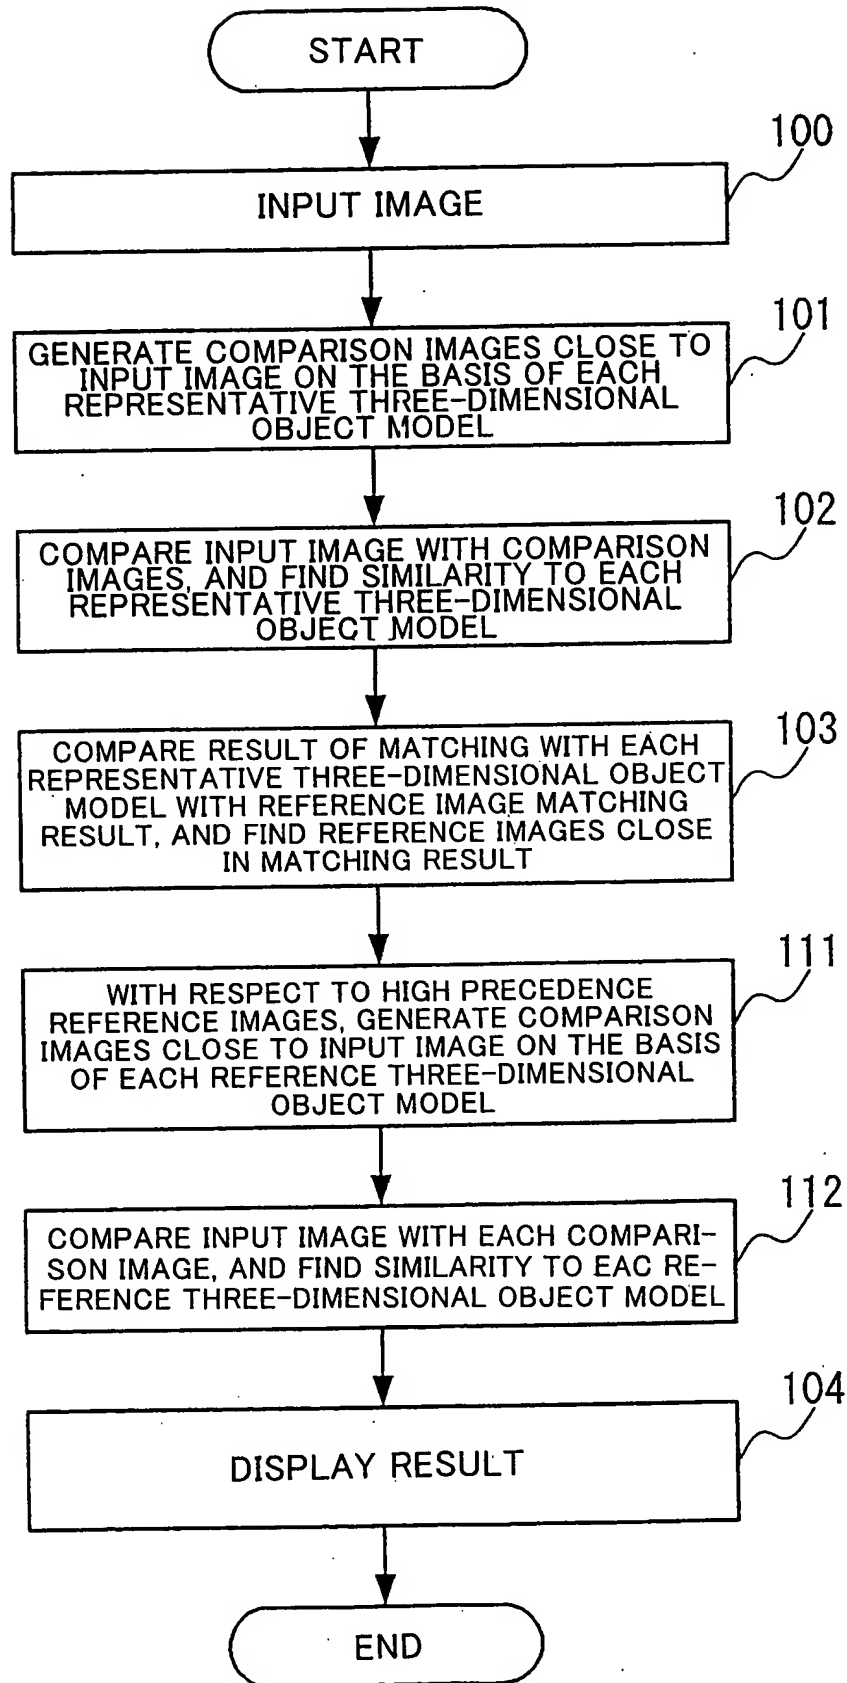 START
100
INPUT IMAGE
101
GENERATE COMPARISON IMAGES CLOSE TO
INPUT IMAGE ON THE BASIS OF EACH
REPRESENTATIVE THREE-DIMENSIONAL
OBJECT MODEL
102
COMPARE INPUT IMAGE WITH COMPARISON
IMAGES, AND FIND SIMILARITY TO EACH
REPRESENTATIVE THREE-DIMENSIONAL
OBJECT MODEL
103
COMPARE RESULT OF MATCHING WITH EACH
REPRESENTATIVE THREE-DIMENSIONAL OBJECT
MODEL WITH REFERENCE IMAGE MATCHING
RESULT, AND FIND REFERENCE IMAGES CLOSE
IN MATCHING RESULT
111
WITH RESPECT TO HIGH PRECEDENCE
REFERENCE IMAGES, GENERATE COMPARISON
IMAGES CLOSE TO INPUT IMAGE ON THE BASIS
OF EACH REFERENCE THREE-DIMENSIONAL
OBJECT MODEL
112
COMPARE INPUT IMAGE WITH EACH COMPARI-
SON IMAGE, AND FIND SIMILARITY TO EAC RE-
FERENCE THREE-DIMENSIONAL OBJECT MODEL
104
DISPLAY RESULT
END